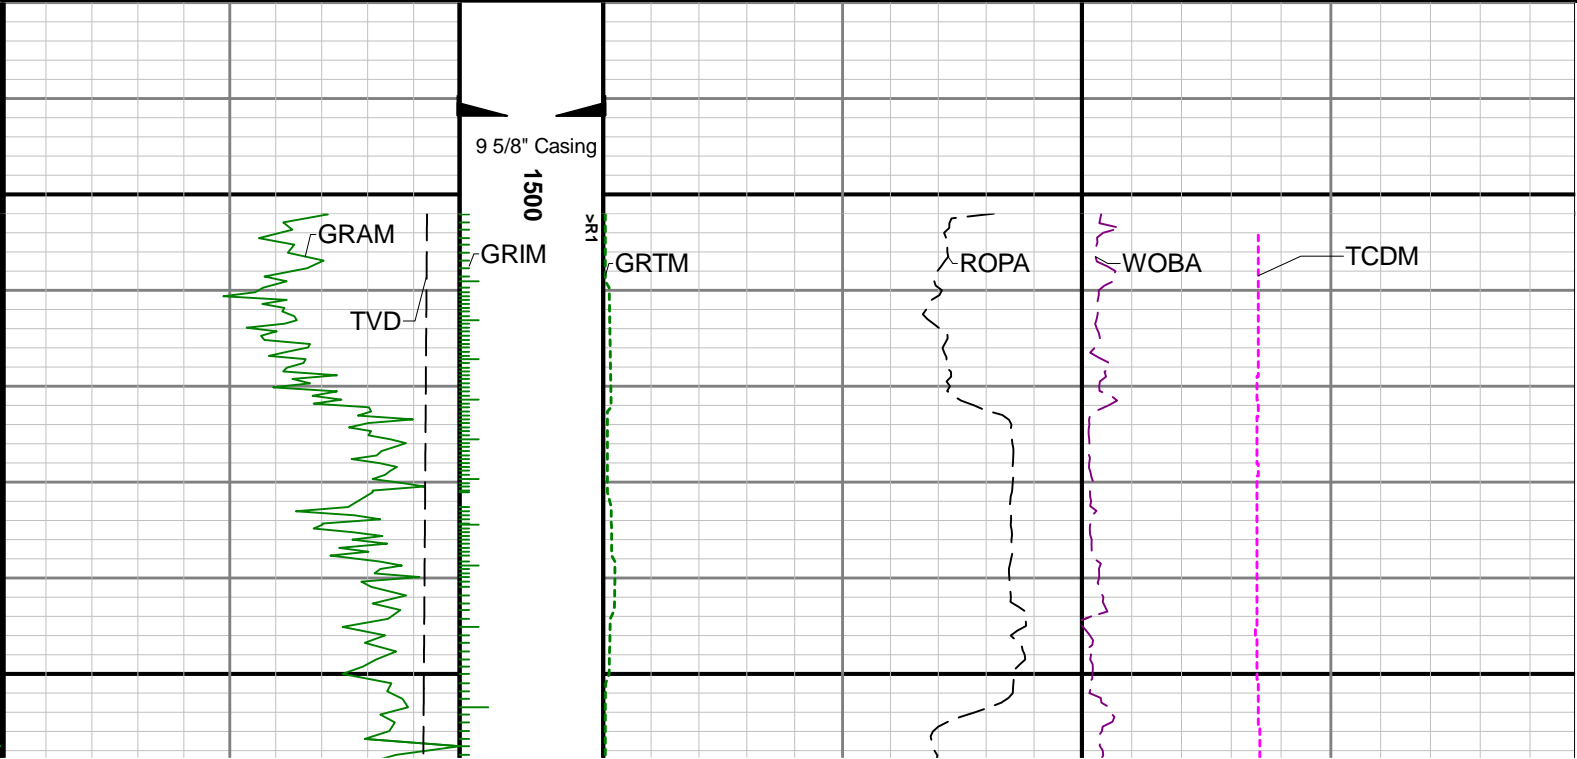 9 5/8" Casing
1500
>R1
GRAM
GRIM
GRTM
ROPA
WOBA
TCDM
TVD